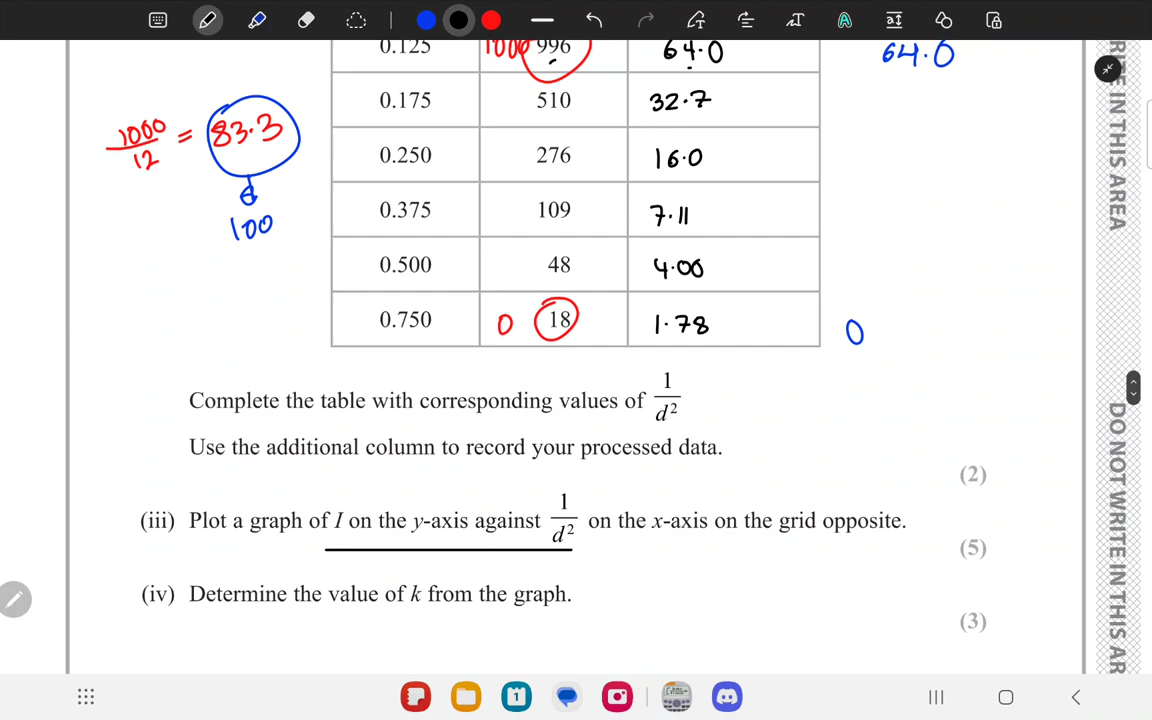 0.125 1000 996 64.0 64.0
0.175 510 32.7
1000/12 = 83.3
0.250 276 16.0
100
0.375 109 7.11
0.500 48 4.00
0.750 0 18 1.78 0
Complete the table with corresponding values of 1/d²
Use the additional column to record your processed data.
(2)
(iii) Plot a graph of I on the y-axis against 1/d² on the x-axis on the grid opposite.
(5)
(iv) Determine the value of k from the graph.
(3)
RITE IN THIS AREA
DO NOT WRITE IN THIS AR